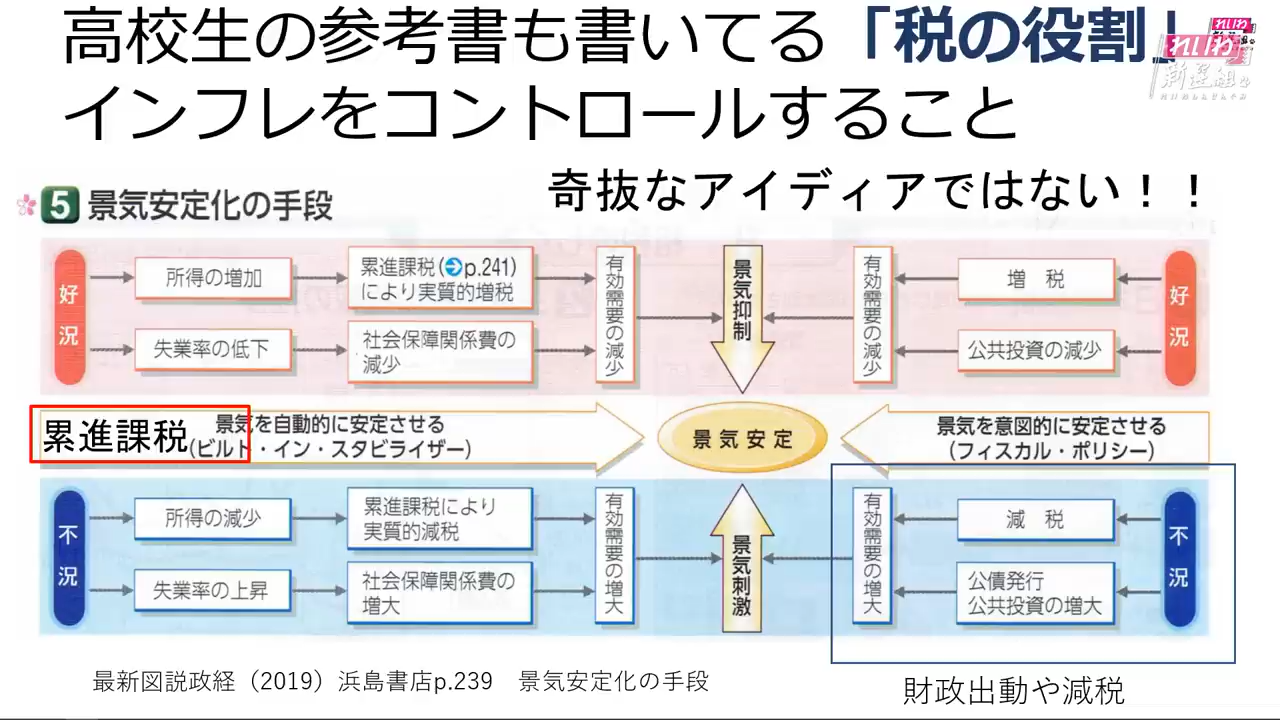 高校生の参考書も書いてる「税の役割」
インフレをコントロールすること
れいわ
新選組
奇抜なアイディアではない！！
5 景気安定化の手段
好況
所得の増加
累進課税(p.241)
により実質的増税
失業率の低下
社会保障関係費の
減少
有効需要の減少
景気抑制
有効需要の減少
増 税
公共投資の減少
好況
累進課税
景気を自動的に安定させる
(ビルト・イン・スタビライザー)
景気安定
景気を意図的に安定させる
(フィスカル・ポリシー)
不況
所得の減少
累進課税により
実質的減税
失業率の上昇
社会保障関係費の
増大
有効需要の増大
景気刺激
有効需要の増大
減 税
公債発行
公共投資の増大
不況
最新図説政経（2019）浜島書店p.239　景気安定化の手段
財政出動や減税